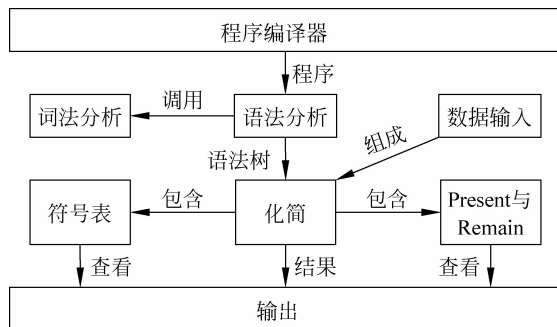 程序编译器
程序
词法分析
调用
语法分析
数据输入
语法树
组成
符号表
包含
化简
包含
Present与
Remain
查看
结果
查看
输出